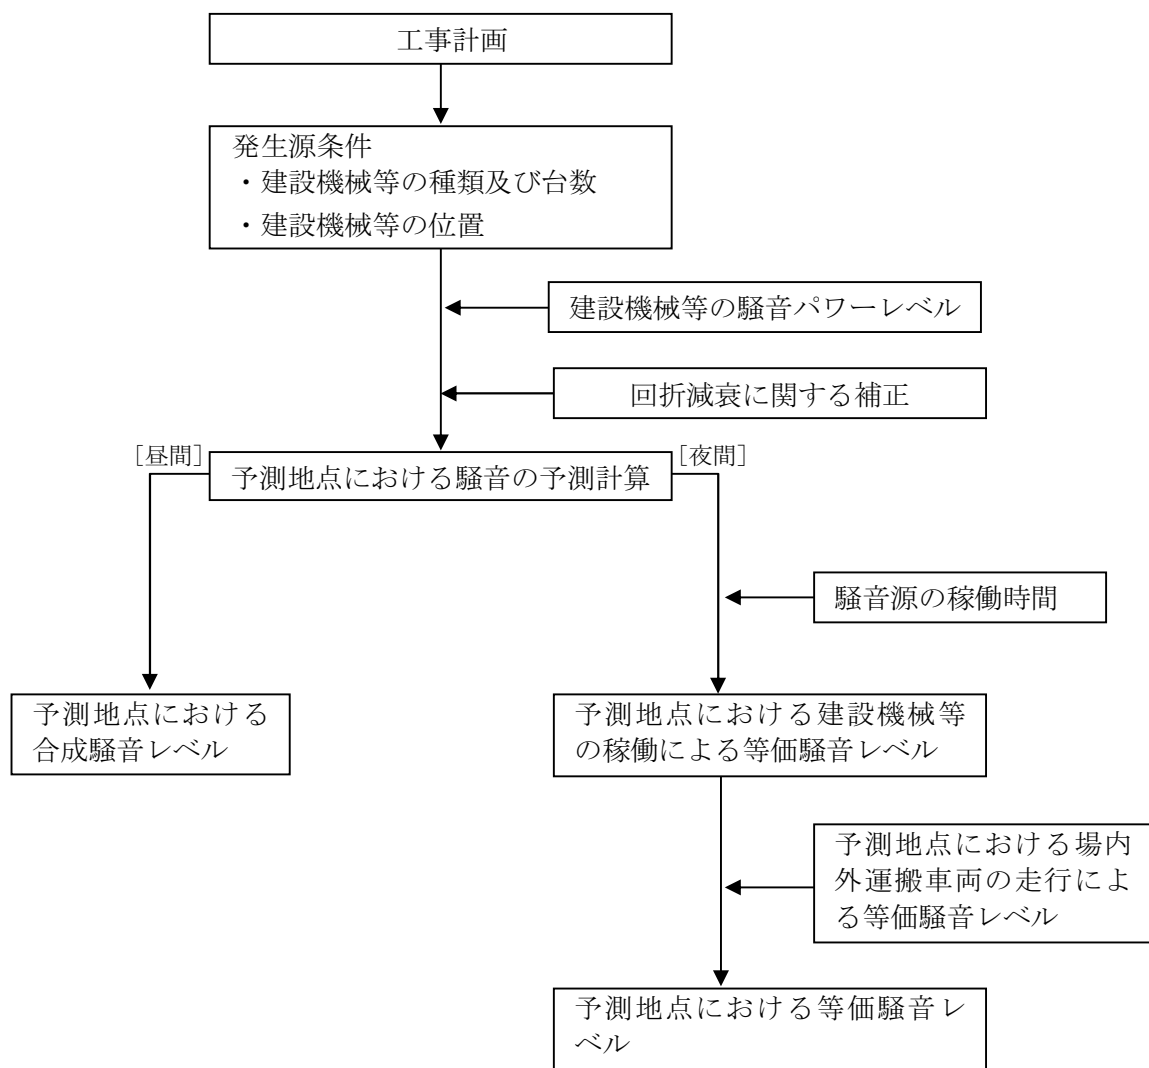 工事計画
発生源条件
・建設機械等の種類及び台数
・建設機械等の位置
建設機械等の騒音パワーレベル
回折減衰に関する補正
［昼間］
［夜間］
予測地点における騒音の予測計算
騒音源の稼働時間
予測地点における
合成騒音レベル
予測地点における建設機械等
の稼働による等価騒音レベル
予測地点における場内
外運搬車両の走行によ
る等価騒音レベル
予測地点における等価騒音レ
ベル